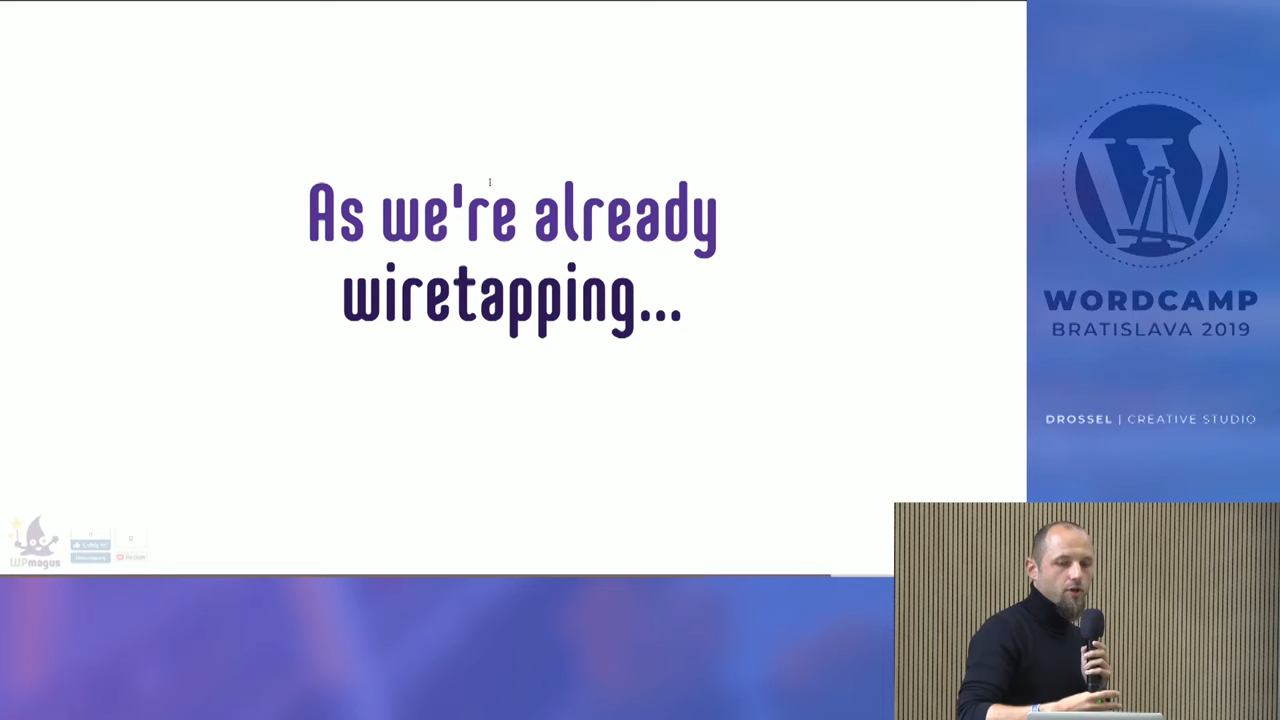 As we're already
wiretapping...
WORDCAMP
BRATISLAVA 2019
DROSSEL | CREATIVE STUDIO
WPmagus